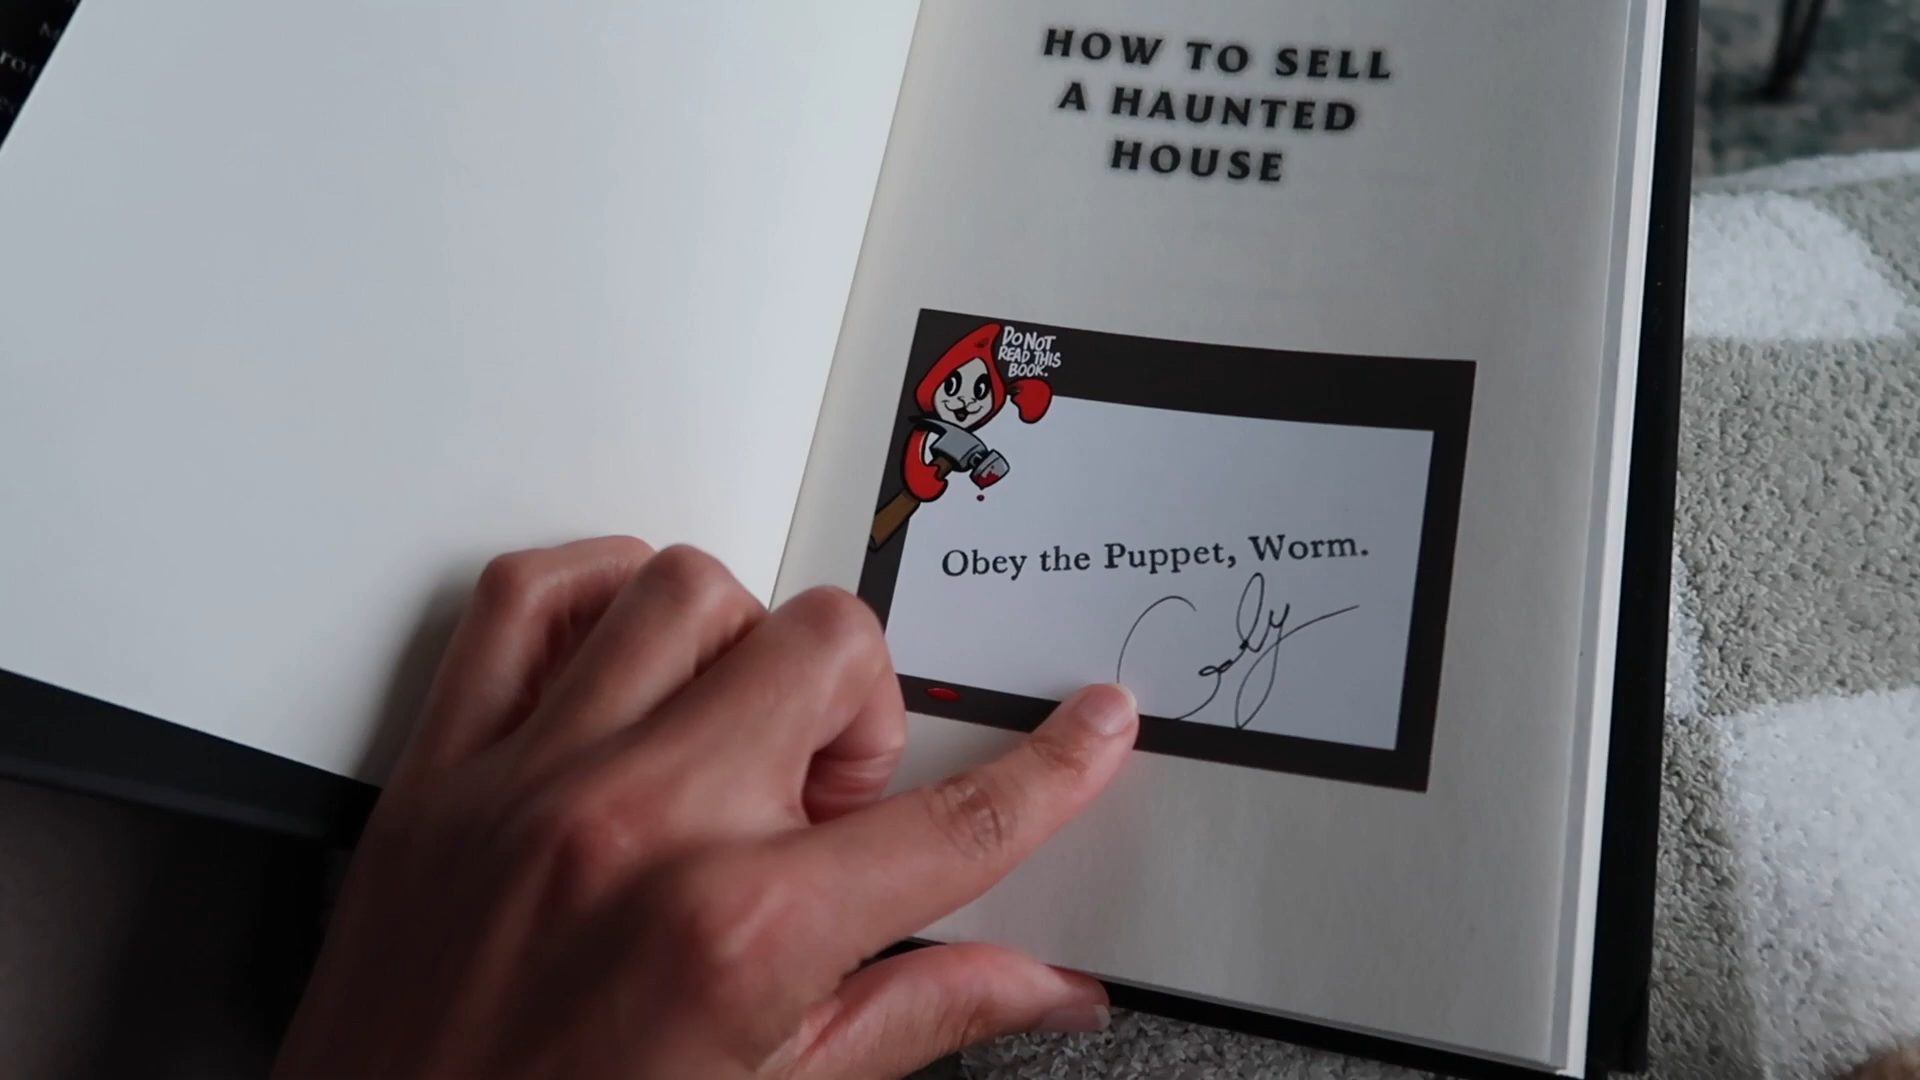 HOW TO SELL
A HAUNTED
HOUSE
DO NOT
READ THIS
BOOK.
Obey the Puppet, Worm.